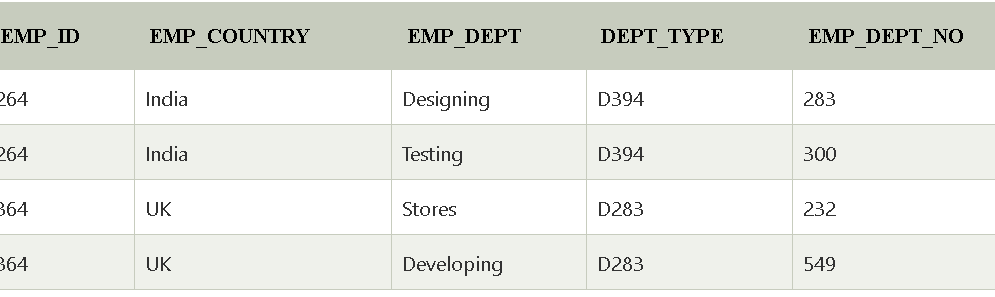 EMP_ID EMP_COUNTRY EMP_DEPT DEPT_TYPE EMP_DEPT_NO
264 India Designing D394 283
264 India Testing D394 300
364 UK Stores D283 232
364 UK Developing D283 549